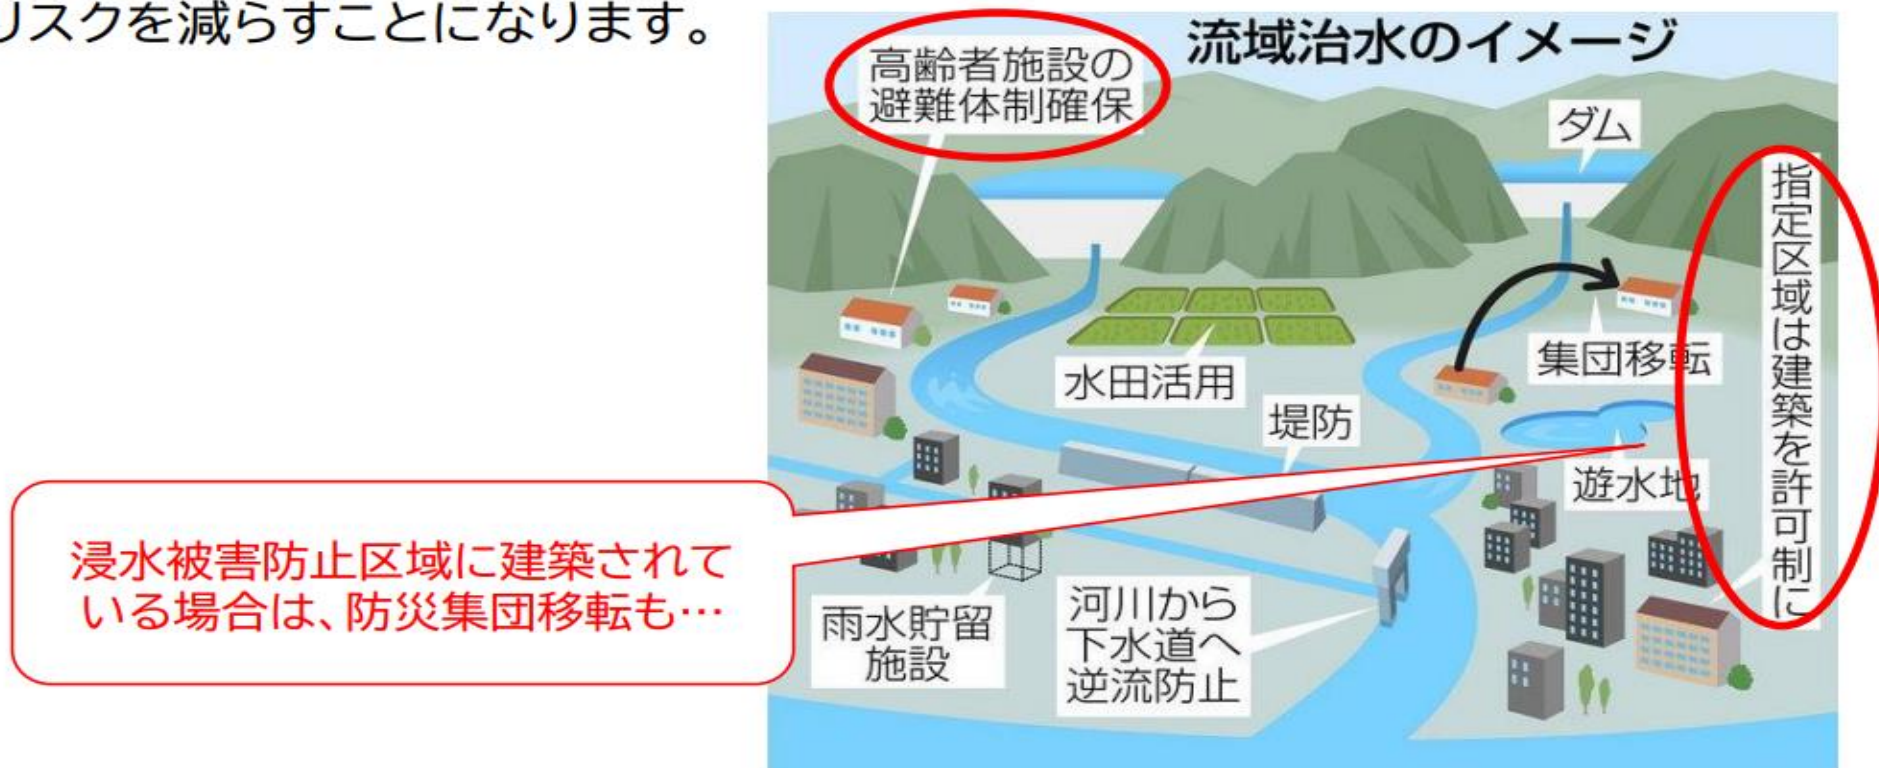 リスクを減らすことになります。
流域治水のイメージ
高齢者施設の
避難体制確保
ダム
指定区域は建築を許可制に
集団移転
水田活用
堤防
遊水地
浸水被害防止区域に建築されて
いる場合は、防災集団移転も…
雨水貯留
施設
河川から
下水道へ
逆流防止